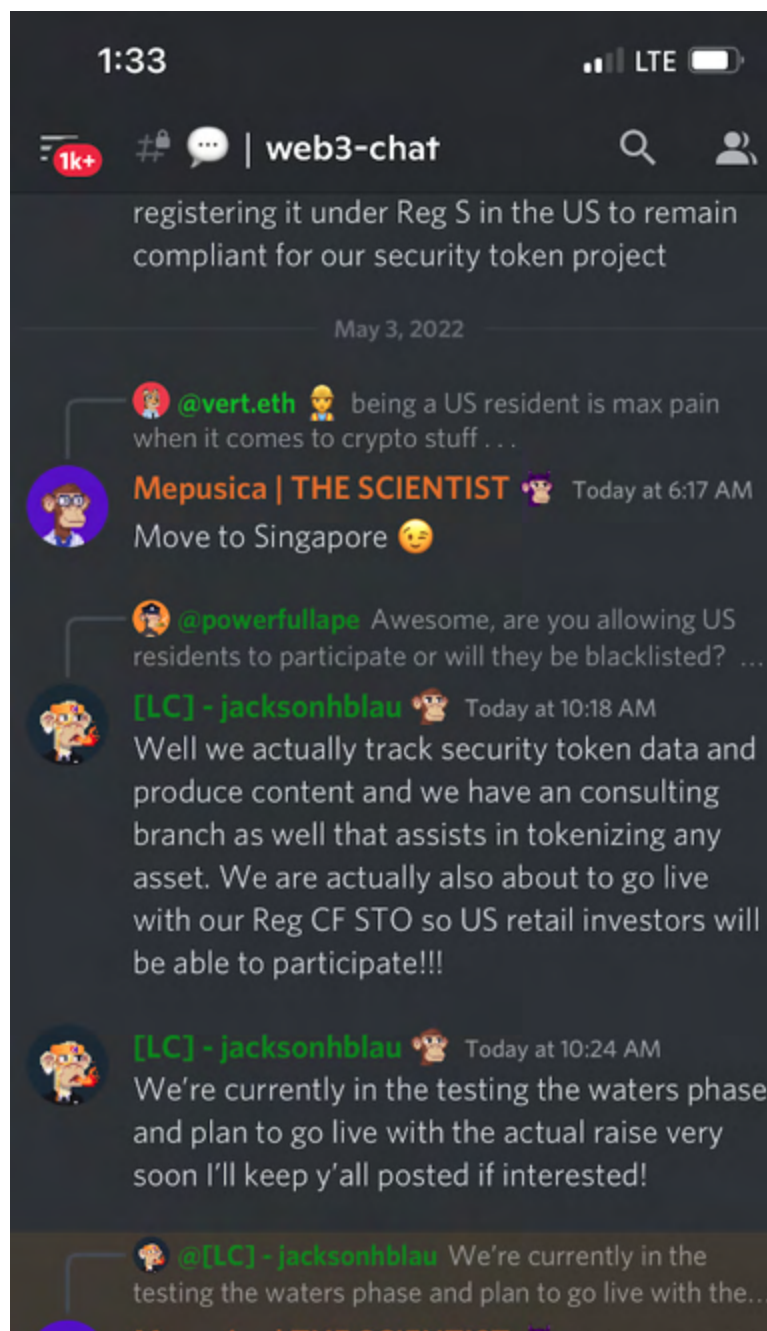 1:33 LTE
1k+ # | web3-chat
registering it under Reg S in the US to remain
compliant for our security token project
May 3, 2022
@vert.eth being a US resident is max pain
when it comes to crypto stuff . . .
Mepusica | THE SCIENTIST Today at 6:17 AM
Move to Singapore
@powerfullape Awesome, are you allowing US
residents to participate or will they be blacklisted? ...
[LC] - jacksonhblau Today at 10:18 AM
Well we actually track security token data and
produce content and we have an consulting
branch as well that assists in tokenizing any
asset. We are actually also about to go live
with our Reg CF STO so US retail investors will
be able to participate!!!
[LC] - jacksonhblau Today at 10:24 AM
We're currently in the testing the waters phase
and plan to go live with the actual raise very
soon I'll keep y'all posted if interested!
@[LC] - jacksonhblau We're currently in the
testing the waters phase and plan to go live with the...